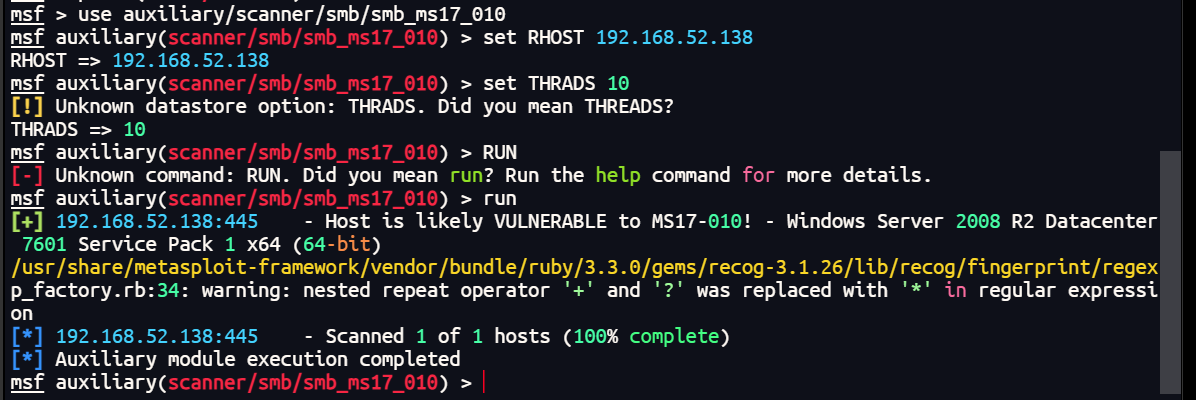 msf > use auxiliary/scanner/smb/smb_ms17_010
msf auxiliary(scanner/smb/smb_ms17_010) > set RHOST 192.168.52.138
RHOST => 192.168.52.138
msf auxiliary(scanner/smb/smb_ms17_010) > set THRADS 10
[!] Unknown datastore option: THRADS. Did you mean THREADS?
THRADS => 10
msf auxiliary(scanner/smb/smb_ms17_010) > RUN
[-] Unknown command: RUN. Did you mean run? Run the help command for more details.
msf auxiliary(scanner/smb/smb_ms17_010) > run
[+] 192.168.52.138:445    - Host is likely VULNERABLE to MS17-010! - Windows Server 2008 R2 Datacenter
 7601 Service Pack 1 x64 (64-bit)
/usr/share/metasploit-framework/vendor/bundle/ruby/3.3.0/gems/recog-3.1.26/lib/recog/fingerprint/regex
p_factory.rb:34: warning: nested repeat operator '+' and '?' was replaced with '*' in regular expressi
on
[*] 192.168.52.138:445    - Scanned 1 of 1 hosts (100% complete)
[*] Auxiliary module execution completed
msf auxiliary(scanner/smb/smb_ms17_010) >